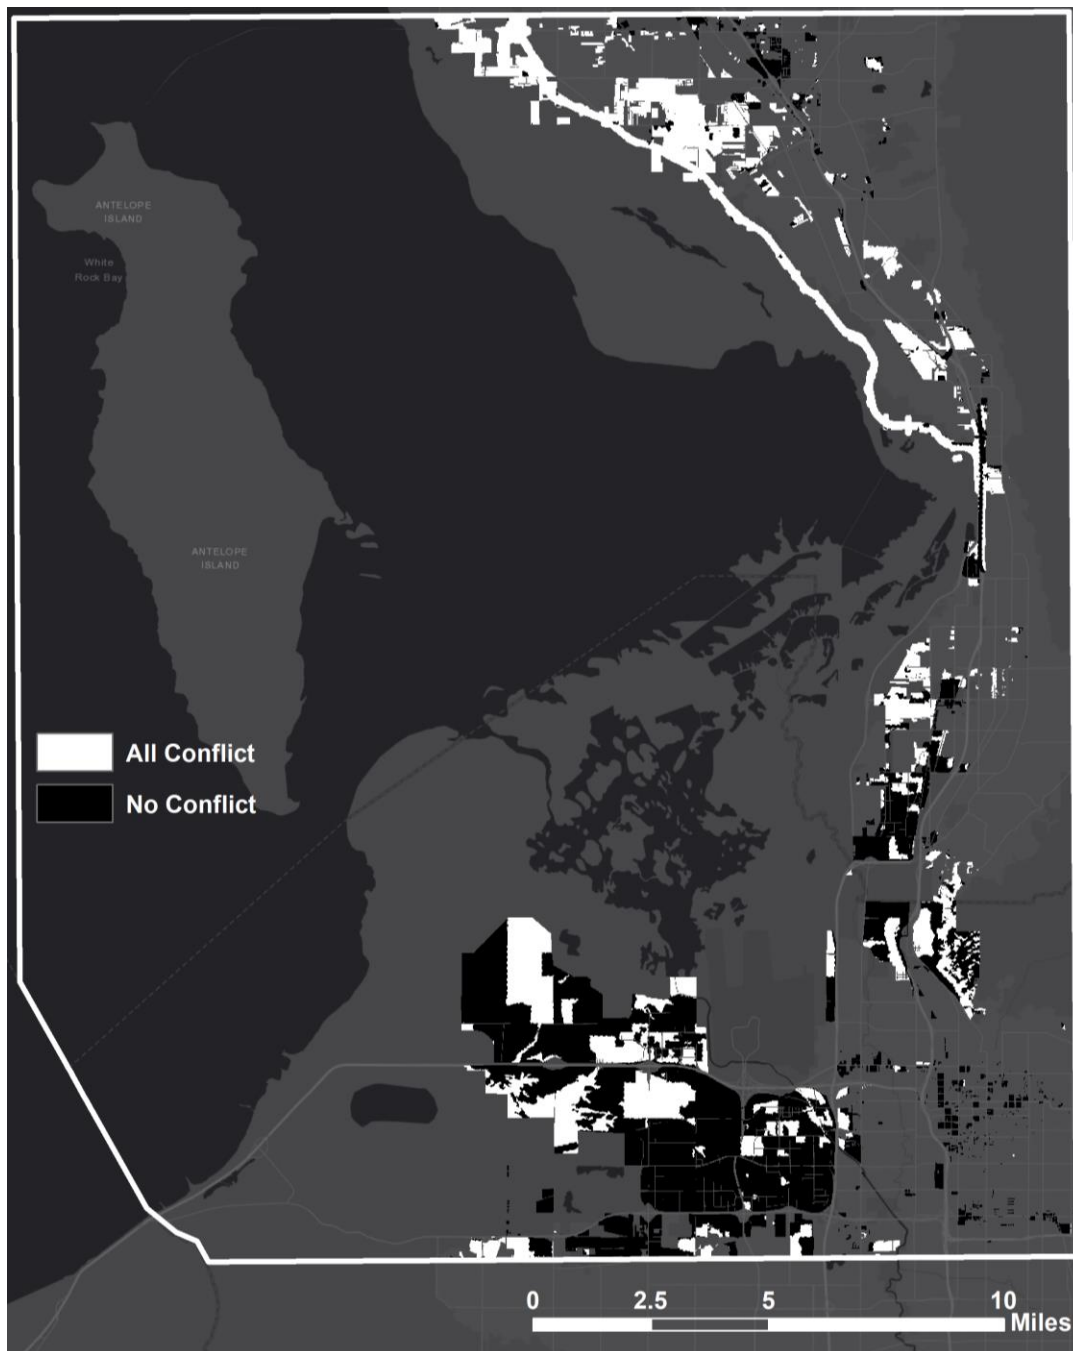 ANTELOPE
ISLAND
White
Rock Bay
ANTELOPE
ISLAND
All Conflict
No Conflict
0 2.5 5 10
Miles